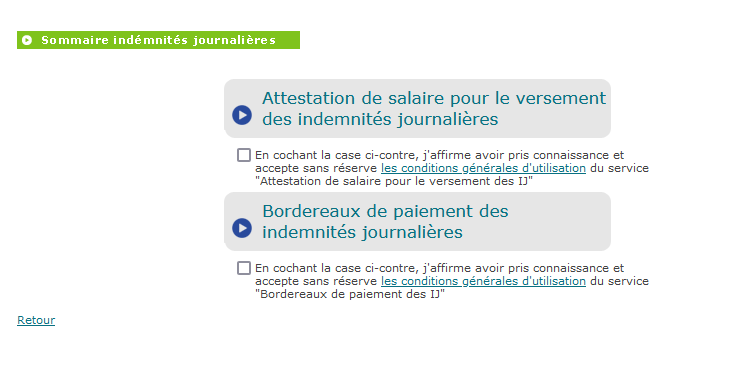 Sommaire indémnités journalières
Attestation de salaire pour le versement
des indemnités journalières
En cochant la case ci-contre, j'affirme avoir pris connaissance et
accepte sans réserve les conditions générales d'utilisation du service
"Attestation de salaire pour le versement des IJ"
Bordereaux de paiement des
indemnités journalières
En cochant la case ci-contre, j'affirme avoir pris connaissance et
accepte sans réserve les conditions générales d'utilisation du service
"Bordereaux de paiement des IJ"
Retour